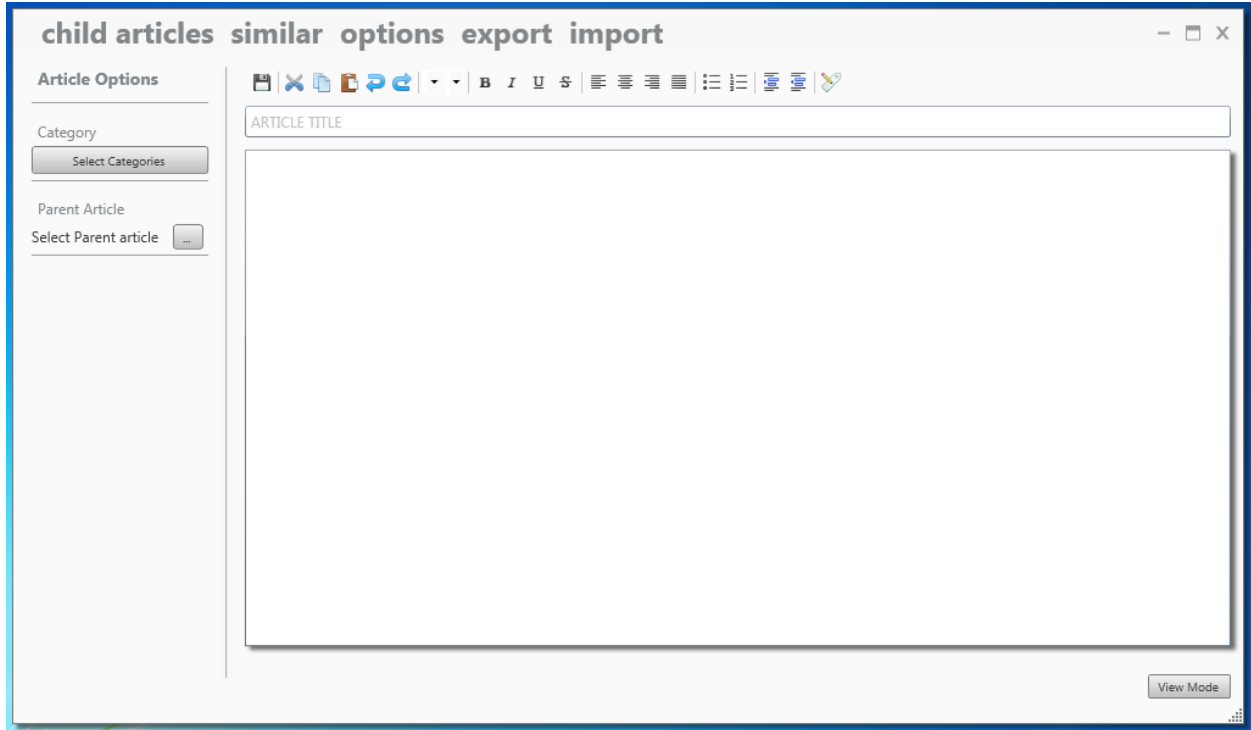 child articles similar options export import
Article Options
B I U S
ARTICLE TITLE
Category
Select Categories
Parent Article
Select Parent article ...
View Mode